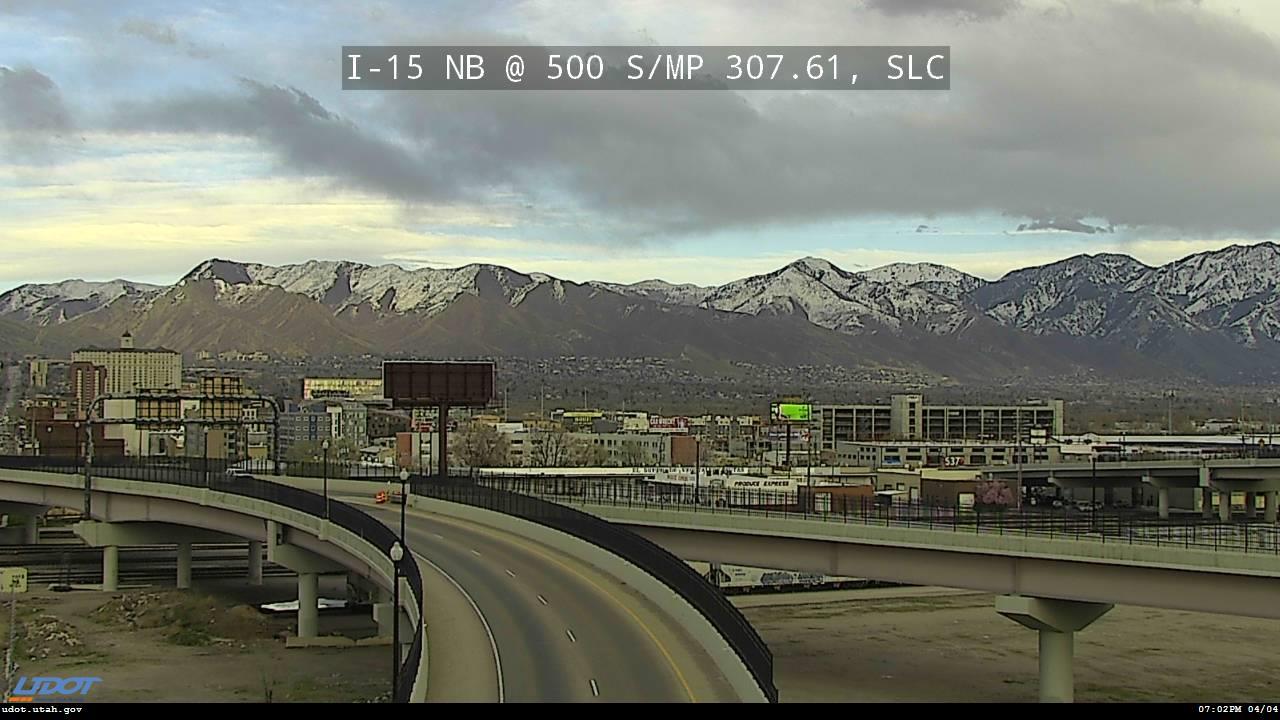 I-15 NB @ 500 S/MP 307.61, SLC
PRODUCE EXPRESS
UDOT
udot.utah.gov
07:02PM 04/04